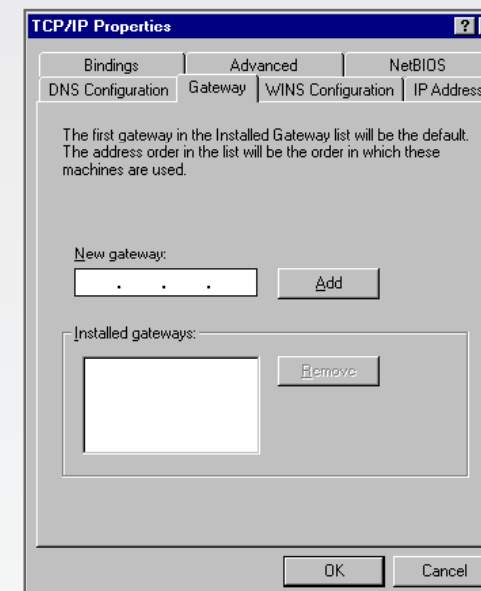 TCP/IP Properties
?
Bindings Advanced NetBIOS
DNS Configuration Gateway WINS Configuration IP Address
The first gateway in the Installed Gateway list will be the default.
The address order in the list will be the order in which these
machines are used.
New gateway:
. . .
Add
Installed gateways:
Remove
OK Cancel